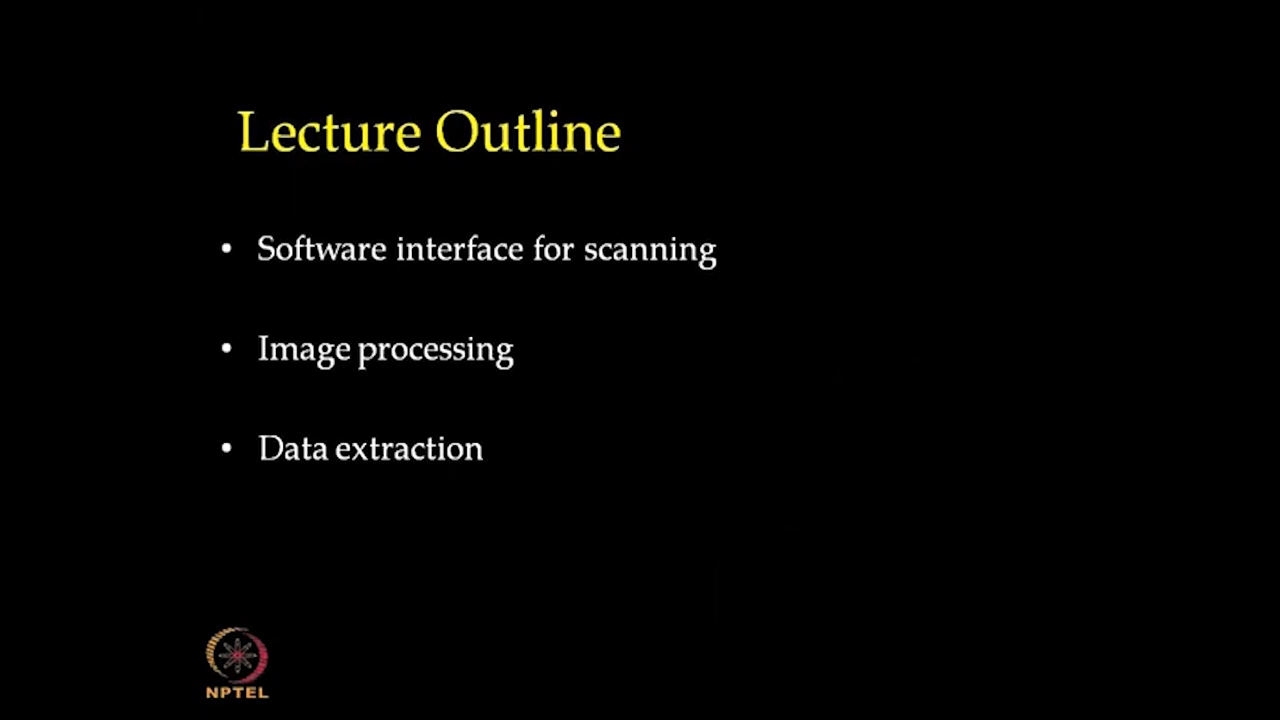 Lecture Outline
• Software interface for scanning
• Image processing
• Data extraction
NPTEL